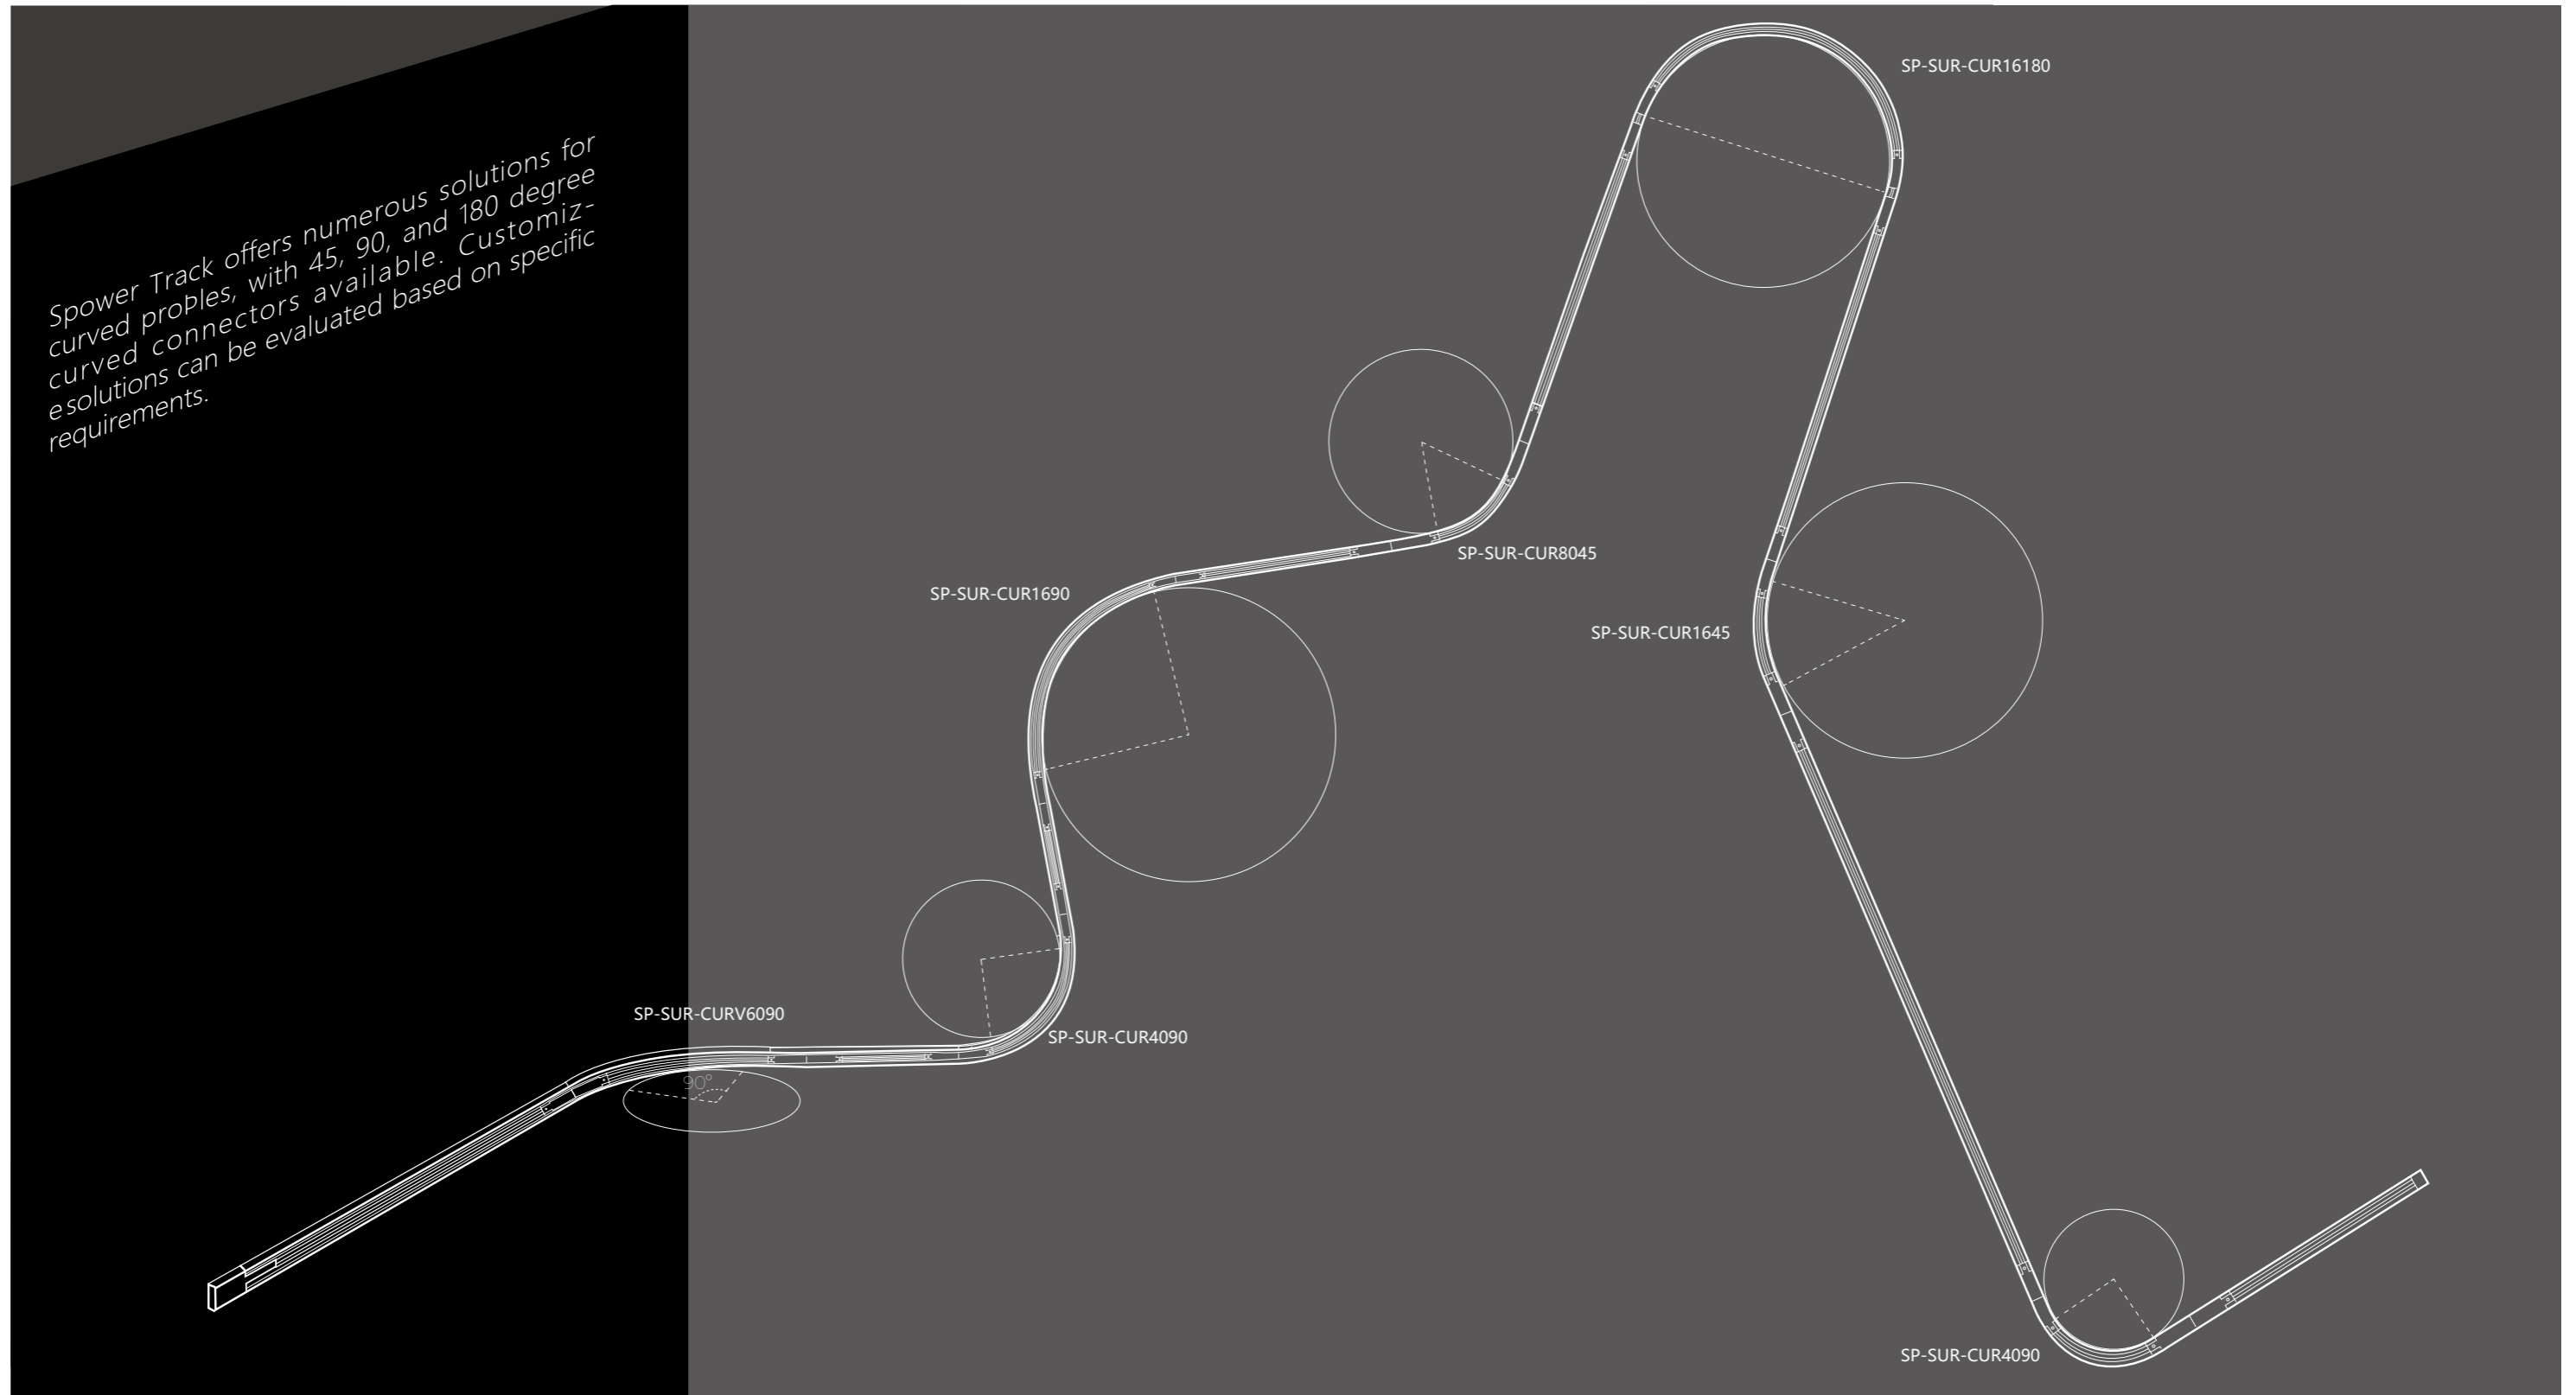 Spower Track offers numerous solutions for
curved proÞles, with 45, 90, and 180 degree
curved connectors available. Customiz-
e solutions can be evaluated based on specific
requirements.
SP-SUR-CUR16180
SP-SUR-CUR8045
SP-SUR-CUR1690
SP-SUR-CUR1645
SP-SUR-CURV6090
SP-SUR-CUR4090
90°
SP-SUR-CUR4090